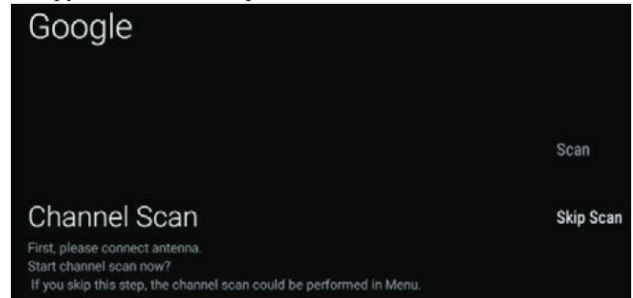 Google
Scan
Channel Scan
Skip Scan
First, please connect antenna.
Start channel scan now?
If you skip this step, the channel scan could be performed in Menu.